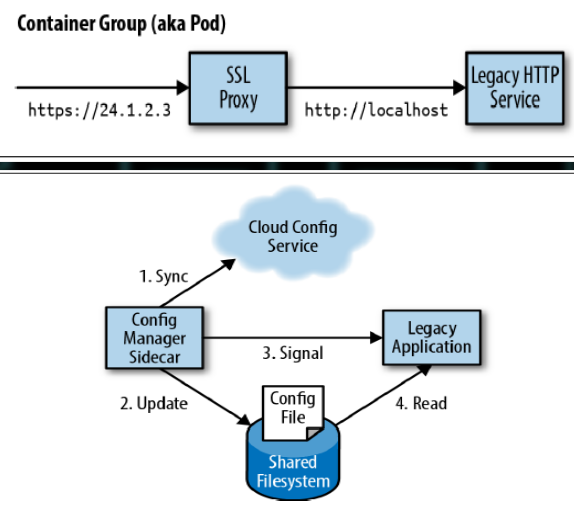 Container Group (aka Pod)
SSL
Proxy
Legacy HTTP
Service
https://24.1.2.3
http://localhost
Cloud Config
Service
1. Sync
Config
Manager
Sidecar
3. Signal
Legacy
Application
2. Update
Config
File
4. Read
Shared
Filesystem